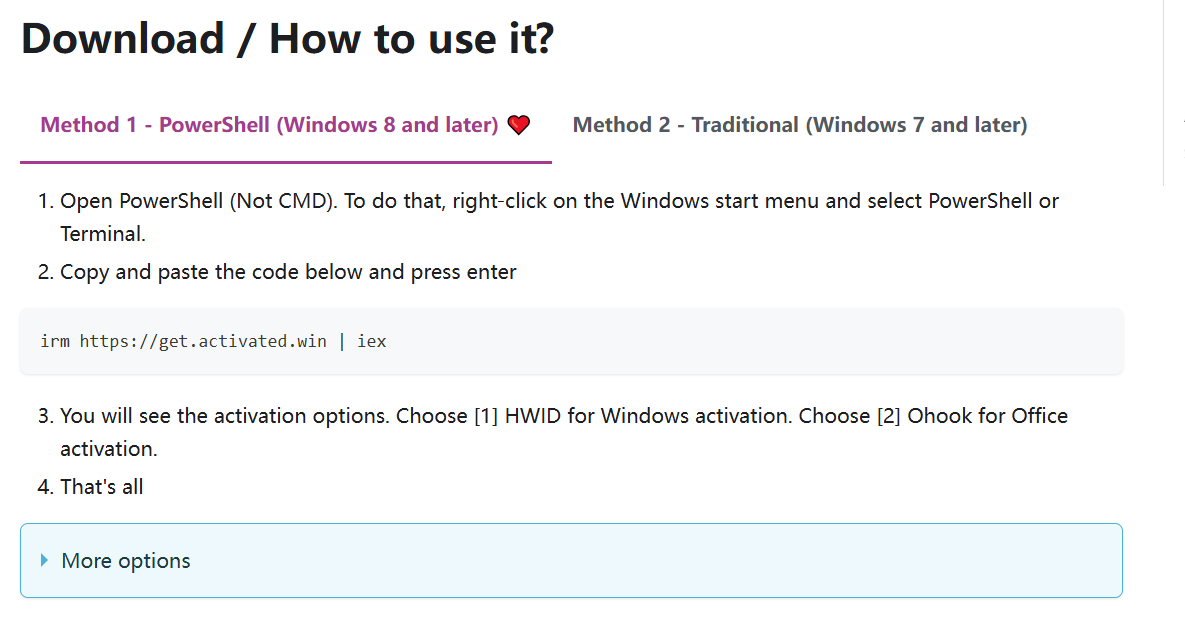 Download / How to use it?
Method 1 - PowerShell (Windows 8 and later) ❤️ Method 2 - Traditional (Windows 7 and later)
1. Open PowerShell (Not CMD). To do that, right-click on the Windows start menu and select PowerShell or
Terminal.
2. Copy and paste the code below and press enter
irm https://get.activated.win | iex
3. You will see the activation options. Choose [1] HWID for Windows activation. Choose [2] Ohook for Office
activation.
4. That's all
More options